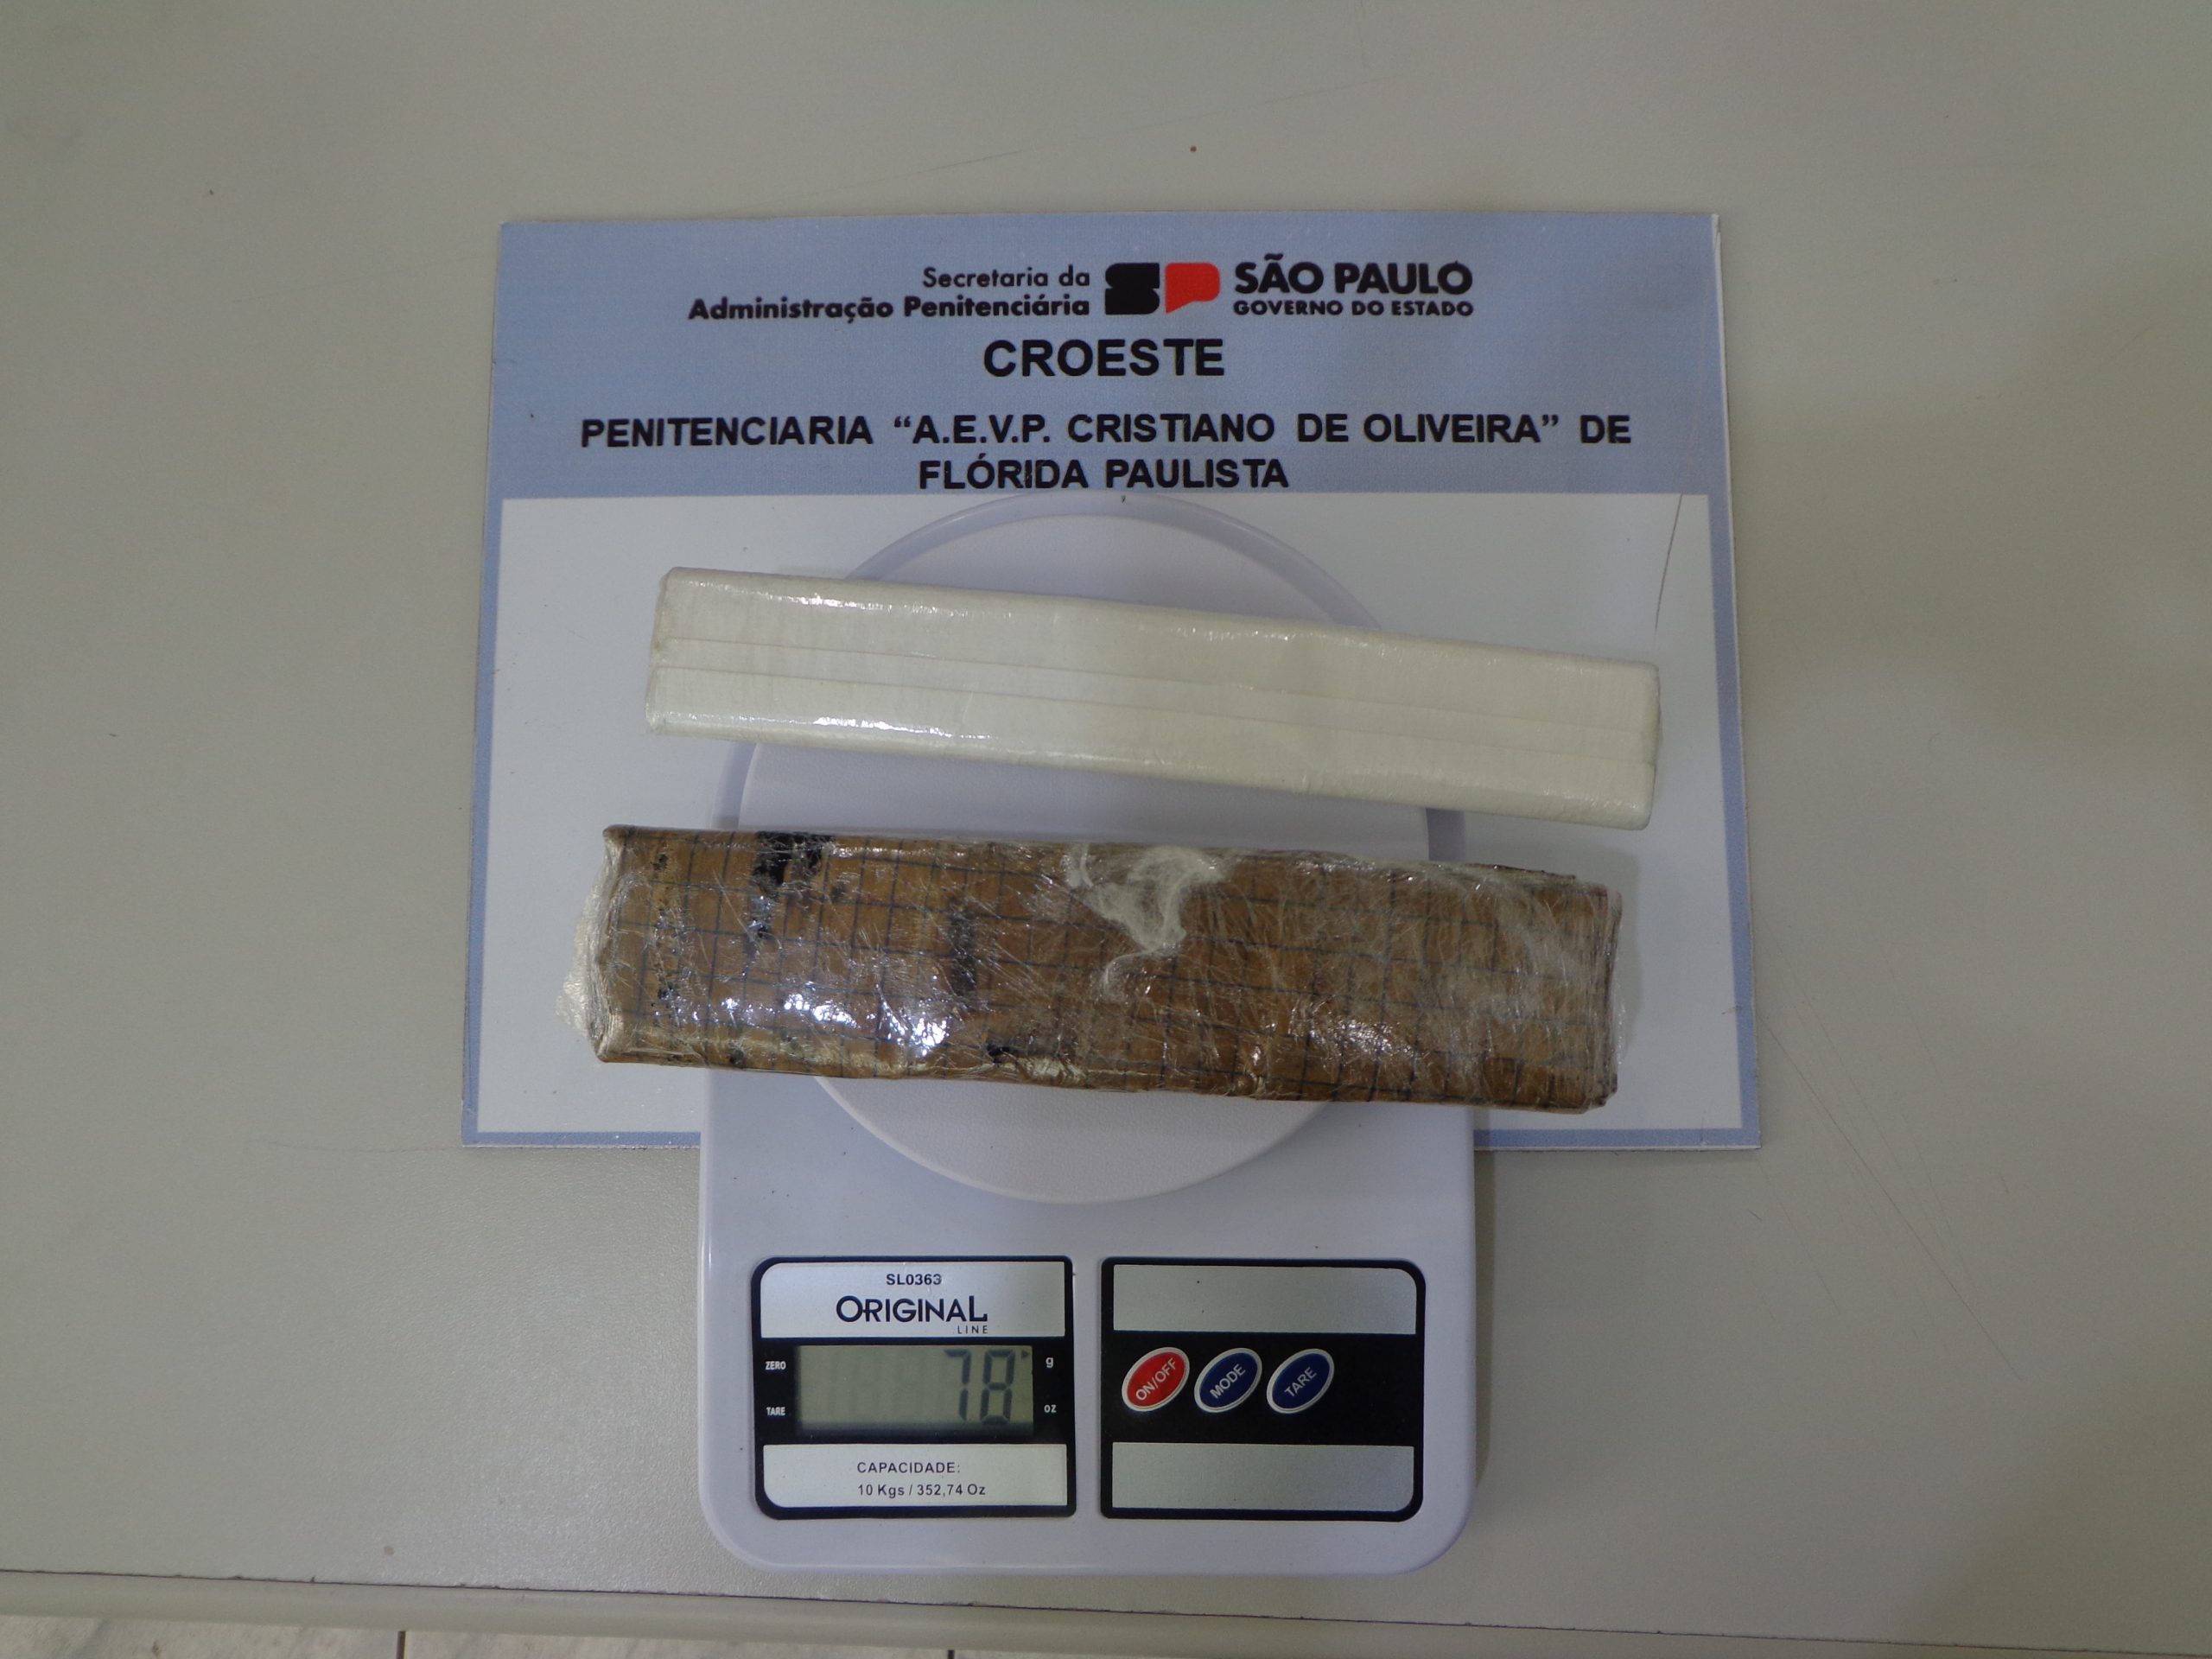 Secretaria da
Administração Penitenciária
SP
SÃO PAULO
GOVERNO DO ESTADO
CROESTE
PENITENCIARIA “A.E.V.P. CRISTIANO DE OLIVEIRA” DE
FLÓRIDA PAULISTA
SL0363
ORIGINAL
LINE
ZERO
78
g
TARE
oz
CAPACIDADE:
10 Kgs / 352,74 Oz
ON/OFF
MODE
TARE